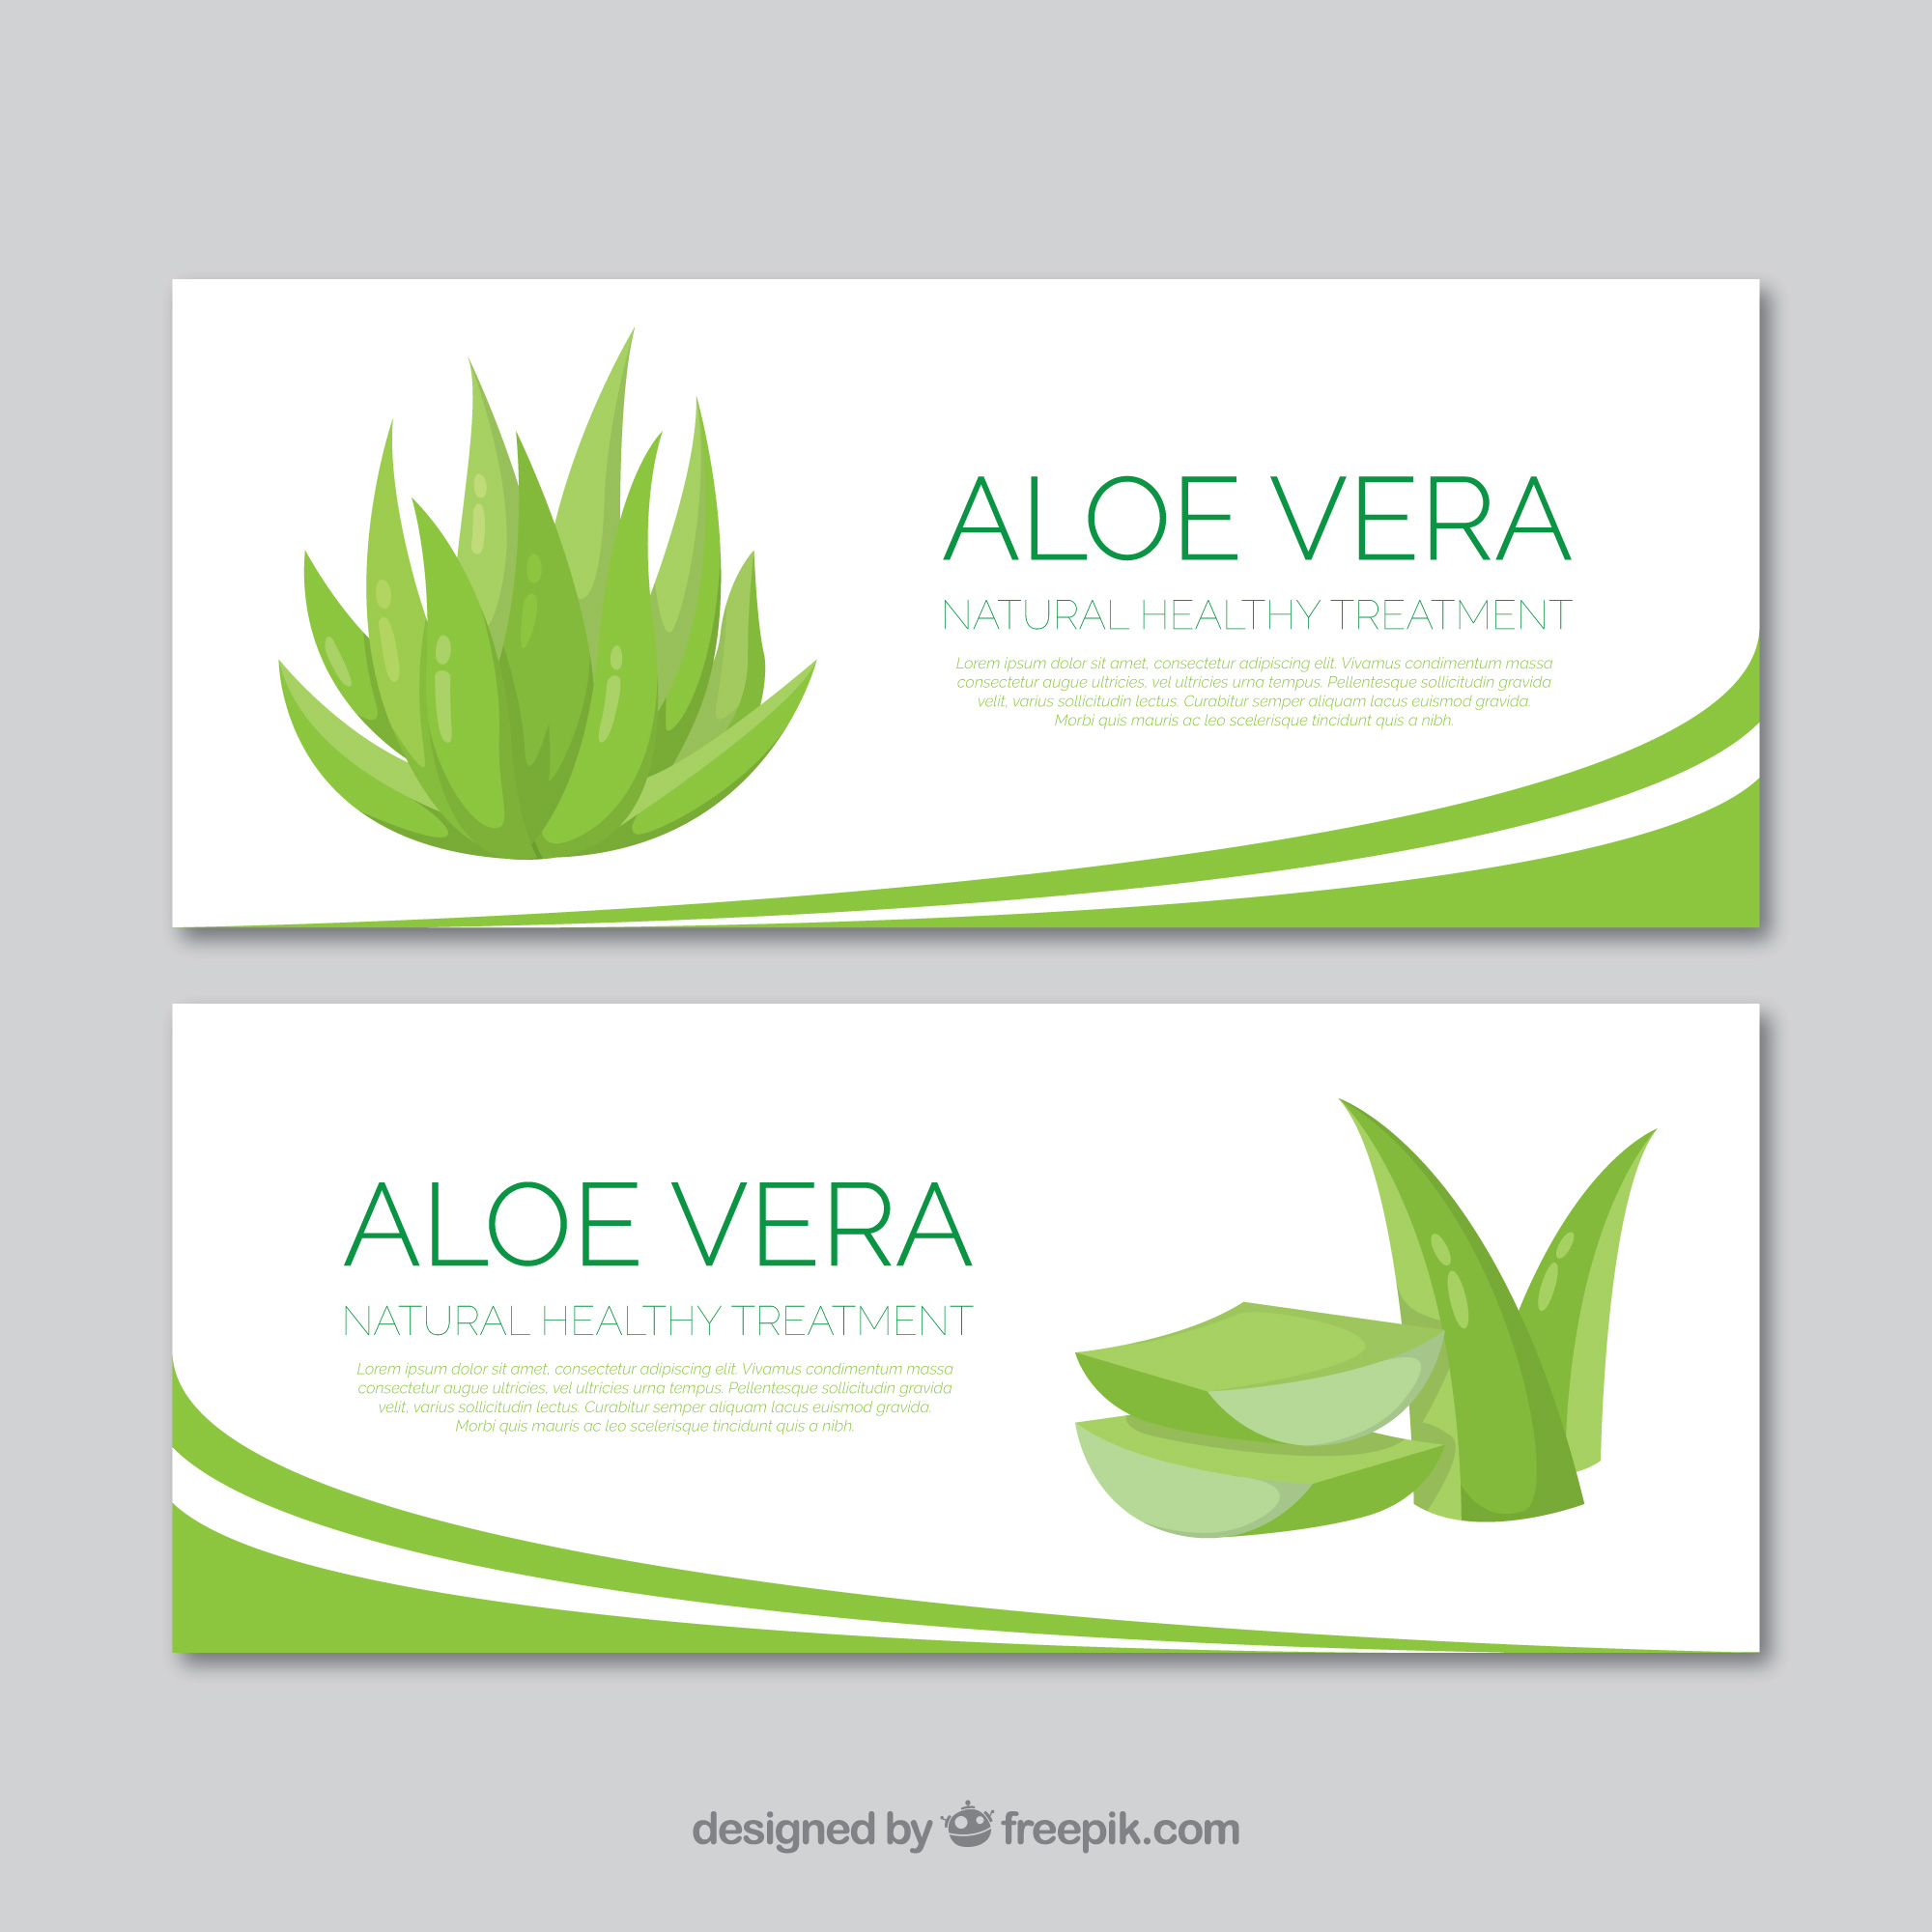 ALOE VERA
NATURAL HEALTHY TREATMENT
Lorem ipsum dolor sit amet, consectetur adipiscing elit. Vivamus condimentum massa
consectetur augue ultricies, vel ultricies urna tempus. Pellentesque sollicitudin gravida
velit, varius sollicitudin lectus. Curabitur semper aliquam lacus euismod gravida.
Morbi quis mauris ac leo scelerisque tincidunt quis a nibh.
ALOE VERA
NATURAL HEALTHY TREATMENT
Lorem ipsum dolor sit amet, consectetur adipiscing elit. Vivamus condimentum massa
consectetur augue ultricies, vel ultricies urna tempus. Pellentesque sollicitudin gravida
velit, varius sollicitudin lectus. Curabitur semper aliquam lacus euismod gravida.
Morbi quis mauris ac leo scelerisque tincidunt quis a nibh.
designed by freepik.com